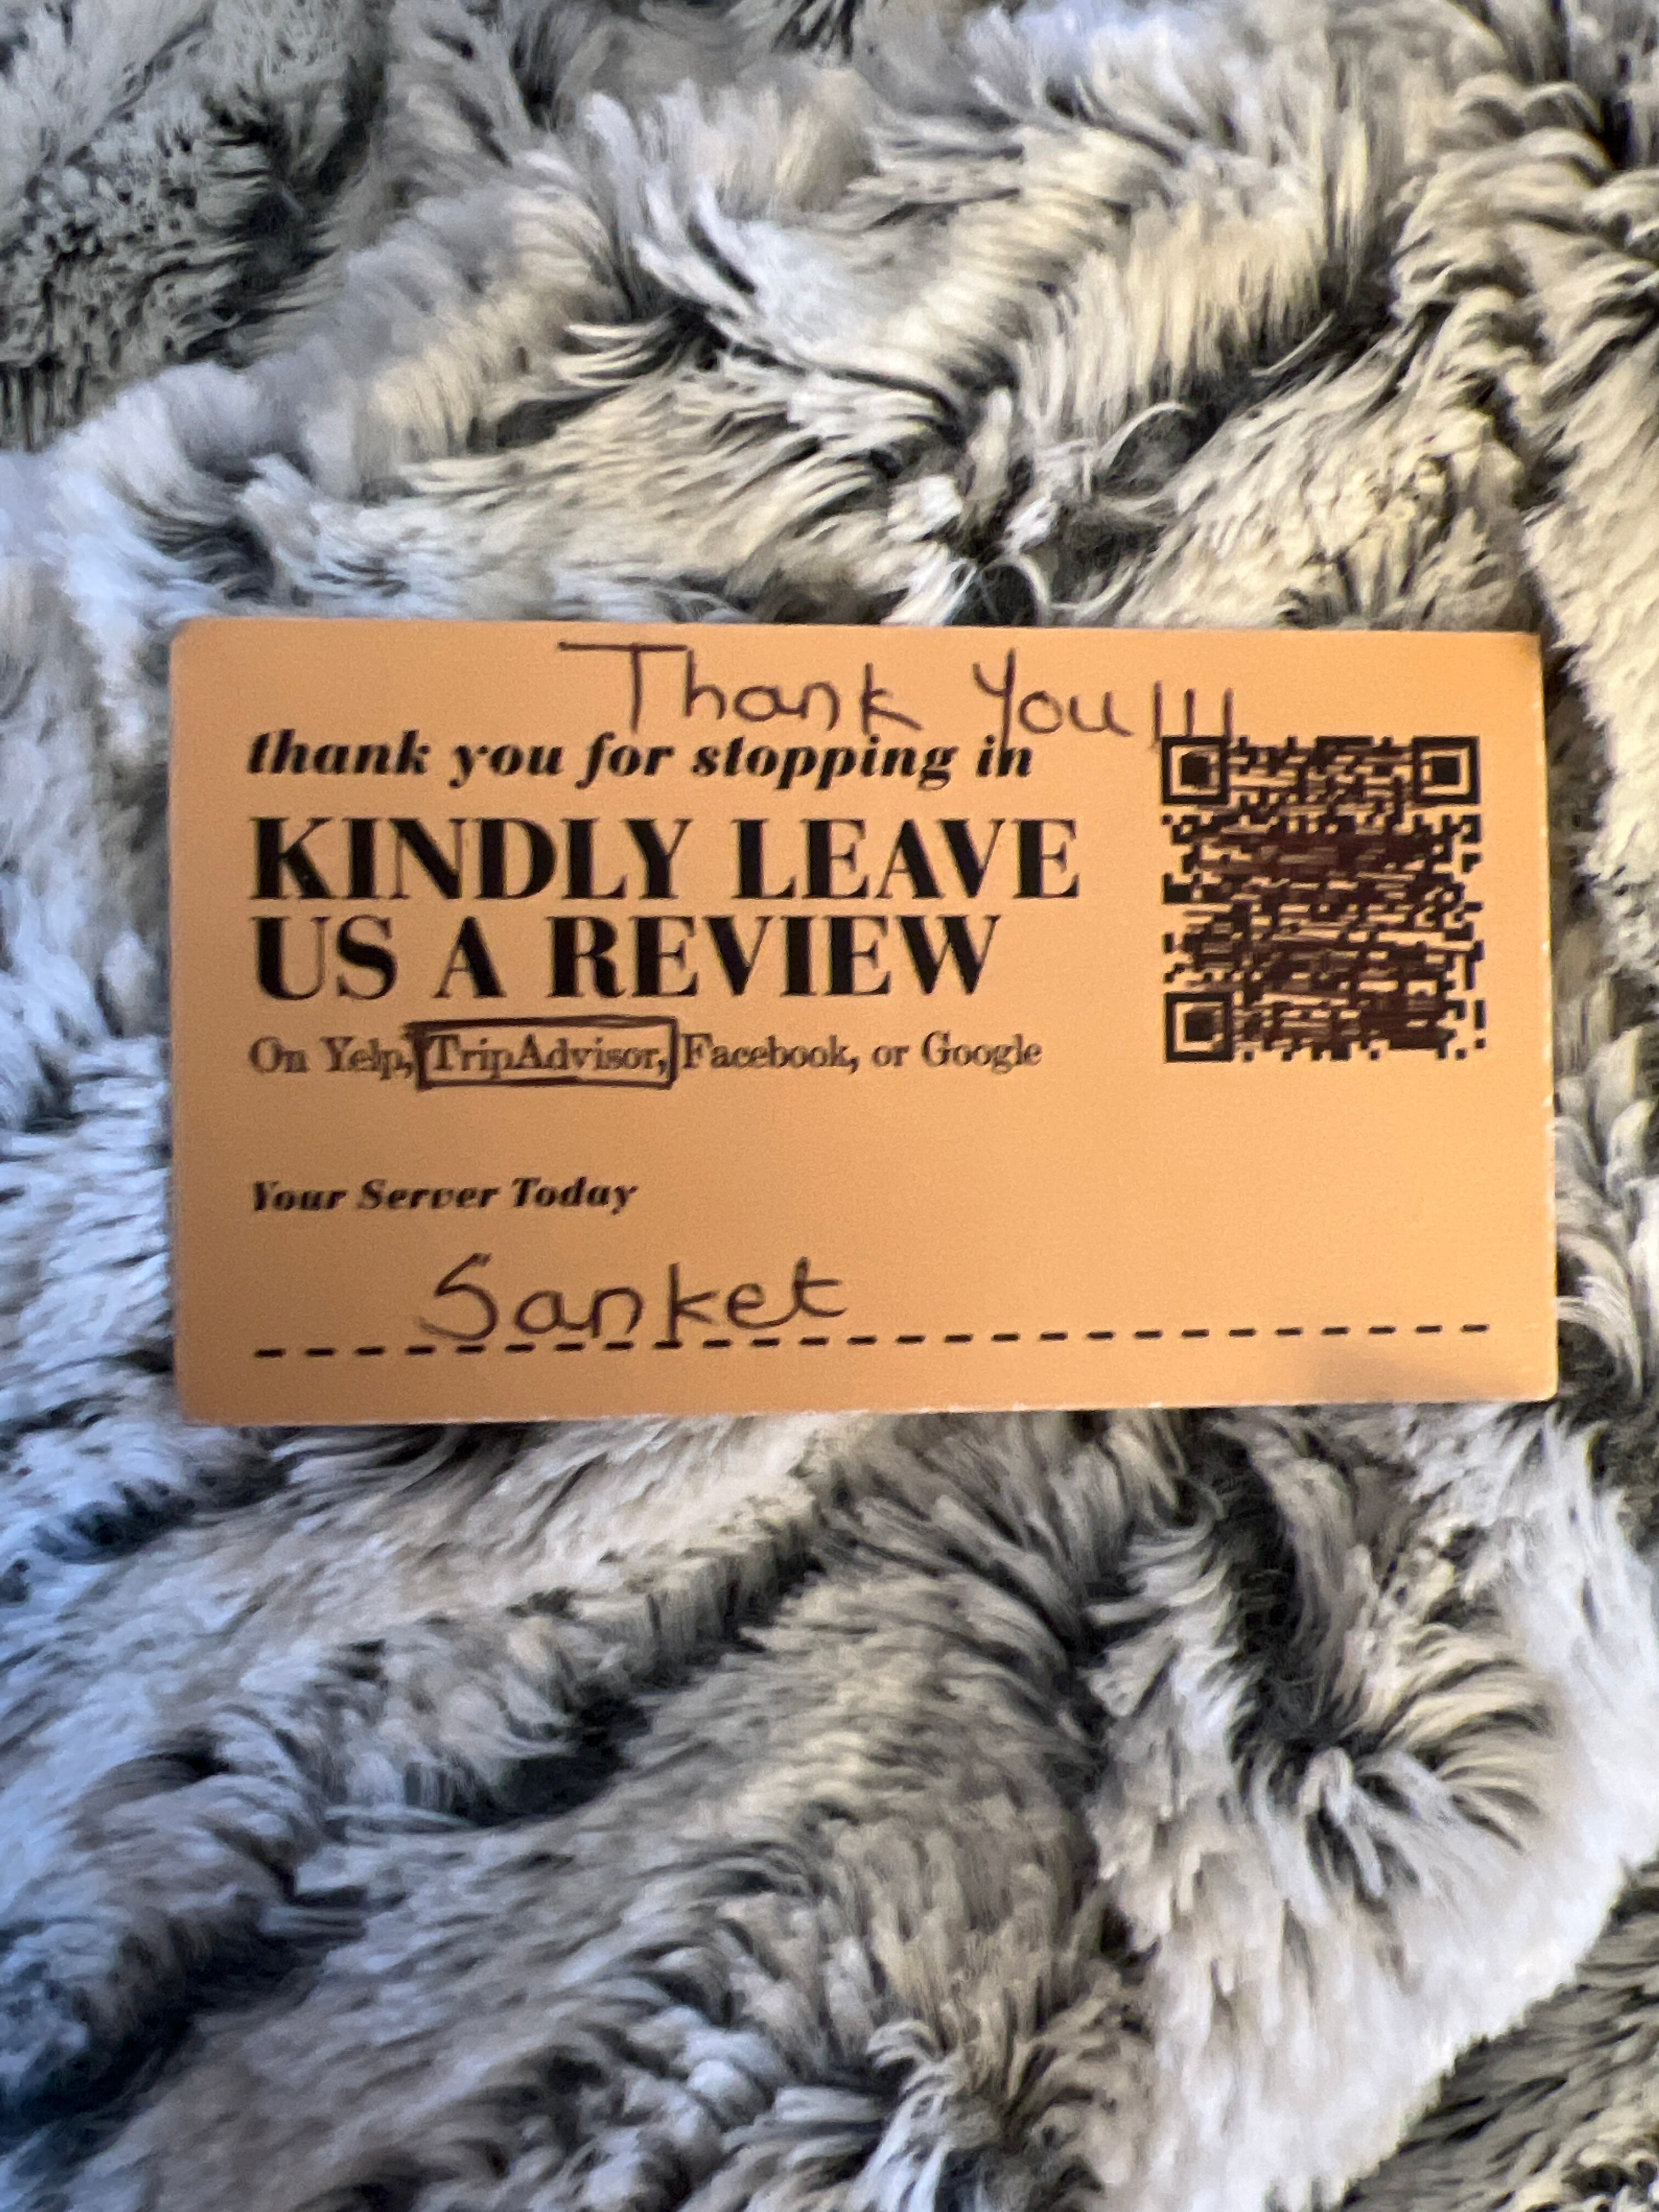 Thank You!!!
thank you for stopping in
KINDLY LEAVE
US A REVIEW
On Yelp, TripAdvisor, Facebook, or Google
Your Server Today
Sanket